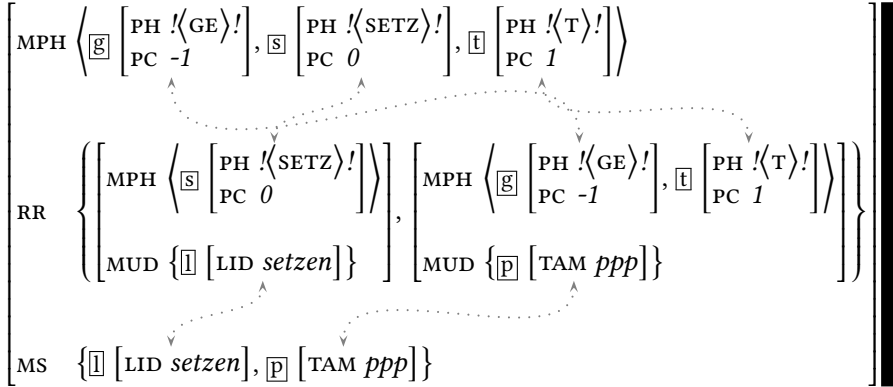 MPH ⟨ g [PH !⟨GE⟩!, PC -1], s [PH !⟨SETZ⟩!, PC 0], t [PH !⟨T⟩!, PC 1] ⟩
RR { [MPH ⟨ s [PH !⟨SETZ⟩!, PC 0] ⟩, MUD { l [LID setzen] }], [MPH ⟨ g [PH !⟨GE⟩!, PC -1], t [PH !⟨T⟩!, PC 1] ⟩, MUD { p [TAM ppp] }] }
MS { l [LID setzen], p [TAM ppp] }